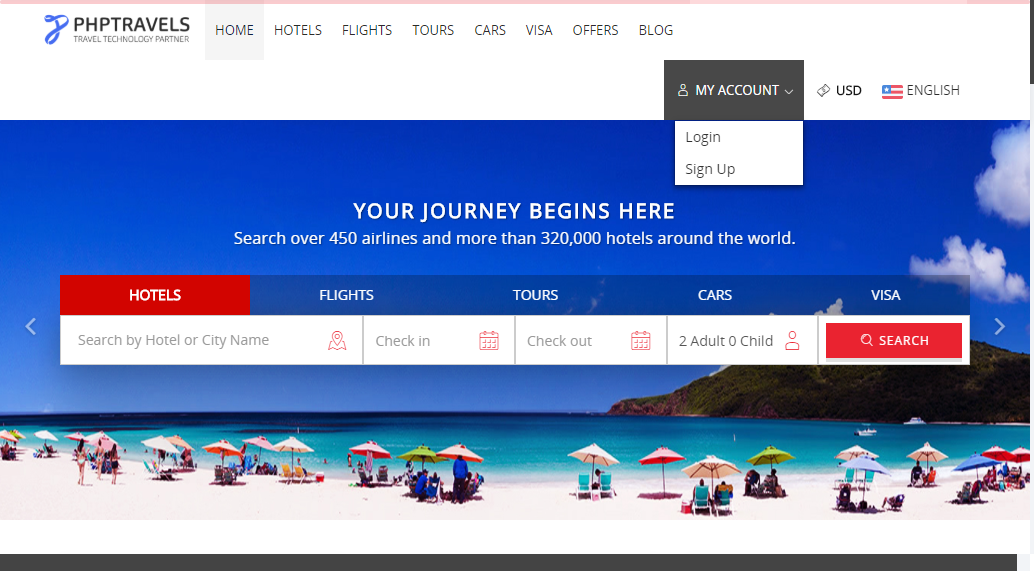 PHPTRAVELS
TRAVEL TECHNOLOGY PARTNER
HOME HOTELS FLIGHTS TOURS CARS VISA OFFERS BLOG
MY ACCOUNT USD ENGLISH
Login
Sign Up
YOUR JOURNEY BEGINS HERE
Search over 450 airlines and more than 320,000 hotels around the world.
HOTELS FLIGHTS TOURS CARS VISA
Search by Hotel or City Name Check in Check out 2 Adult 0 Child SEARCH